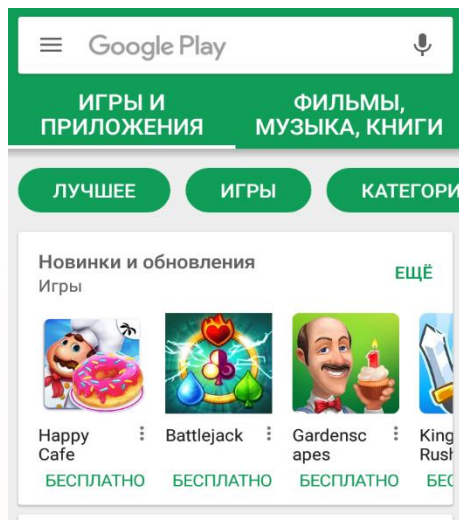 Google Play
ИГРЫ И
ПРИЛОЖЕНИЯ
ФИЛЬМЫ,
МУЗЫКА, КНИГИ
ЛУЧШЕЕ
ИГРЫ
КАТЕГОРИ
Новинки и обновления
ЕЩЁ
Игры
Happy
Cafe
Battlejack
Gardensc
apes
King
Rush
БЕСПЛАТНО
БЕСПЛАТНО
БЕСПЛАТНО
БЕС